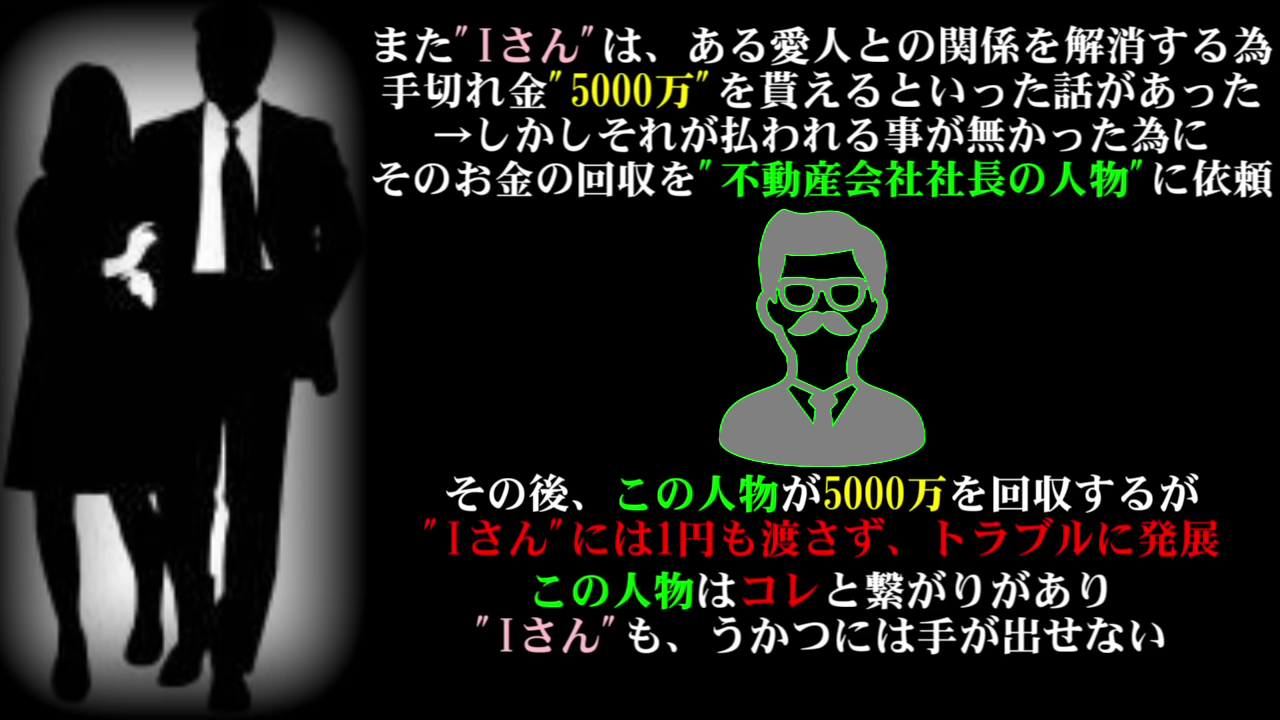 また"Iさん"は、ある愛人との関係を解消する為
手切れ金"5000万"を貰えるといった話があった
→しかしそれが払われる事が無かった為に
そのお金の回収を"不動産会社社長の人物"に依頼
その後、この人物が5000万を回収するが
"Iさん"には1円も渡さず、トラブルに発展
この人物はコレと繋がりがあり
"Iさん"も、うかつには手が出せない